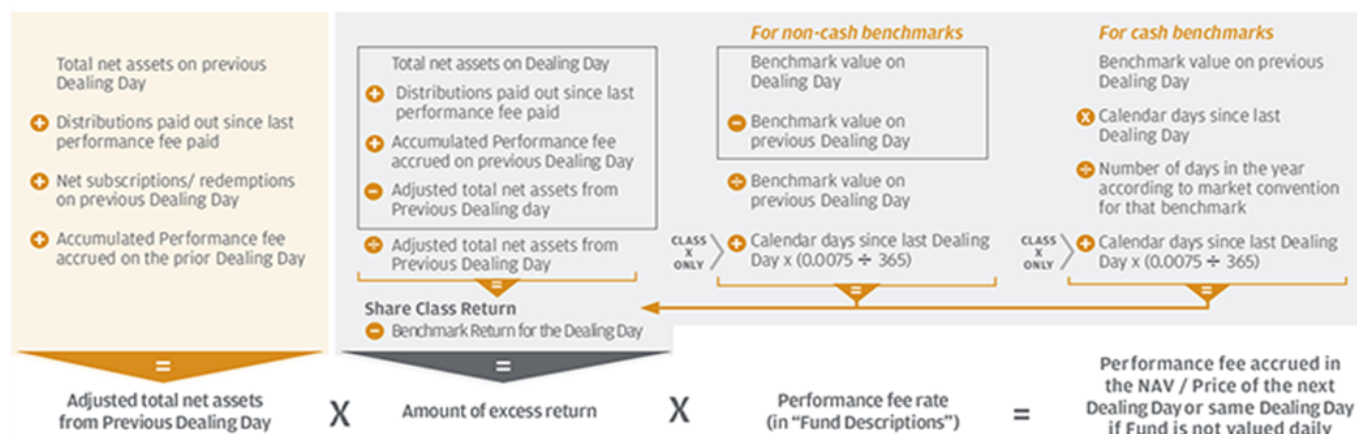 Total net assets on previous
Dealing Day
+ Distributions paid out since last
performance fee paid
+ Net subscriptions/ redemptions
on previous Dealing Day
+ Accumulated Performance fee
accrued on the prior Dealing Day
=
Adjusted total net assets
from Previous Dealing Day
X
Total net assets on Dealing Day
+ Distributions paid out since last
performance fee paid
+ Accumulated Performance fee
accrued on previous Dealing Day
− Adjusted total net assets from
Previous Dealing day
÷ Adjusted total net assets from
Previous Dealing Day
=
Share Class Return
− Benchmark Return for the Dealing Day
=
Amount of excess return
For non-cash benchmarks
Benchmark value on
Dealing Day
− Benchmark value on
previous Dealing Day
÷ Benchmark value on
previous Dealing Day
CLASS
X
ONLY
+ Calendar days since last Dealing
Day x (0.0075 ÷ 365)
=
For cash benchmarks
Benchmark value on previous
Dealing Day
x Calendar days since last
Dealing Day
÷ Number of days in the year
according to market convention
for that benchmark
CLASS
X
ONLY
+ Calendar days since last Dealing
Day x (0.0075 ÷ 365)
=
X
Performance fee rate
(in “Fund Descriptions”)
=
Performance fee accrued in
the NAV / Price of the next
Dealing Day or same Dealing Day
if Fund is not valued daily